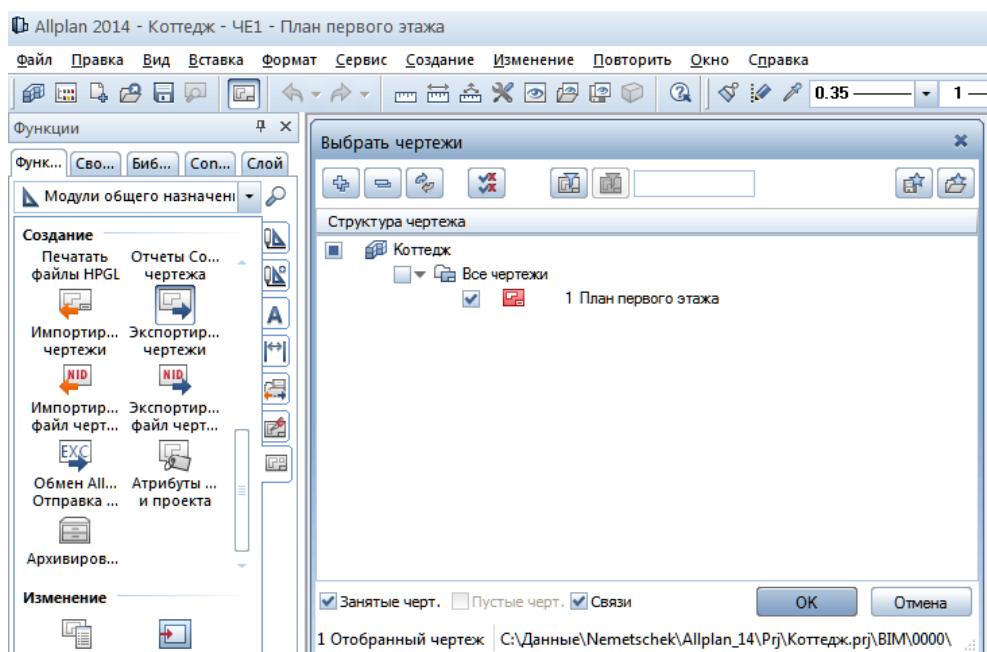 Allplan 2014 - Коттедж - ЧЕ1 - План первого этажа
Файл Правка Вид Вставка Формат Сервис Создание Изменение Повторить Окно Справка
0.35
1
Функции
Функ... Сво... Биб... Соп... Слой
Модули общего назначені
Создание
Печатать файлы HPGL
Отчеты Со... чертежа
Импортир... чертежи
Экспортир... чертежи
NID
NID
Импортир... файл черт...
Экспортир... файл черт...
EXC
Обмен All... Отправка ...
Атрибуты ... и проекта
Архивиров...
Изменение
A
Выбрать чертежи
Структура чертежа
Коттедж
Все чертежи
1 План первого этажа
Занятые черт. Пустые черт. Связи
OK Отмена
1 Отобранный чертеж C:\Данные\Nemetschek\Allplan_14\Prj\Коттедж.prj\BIM\0000\